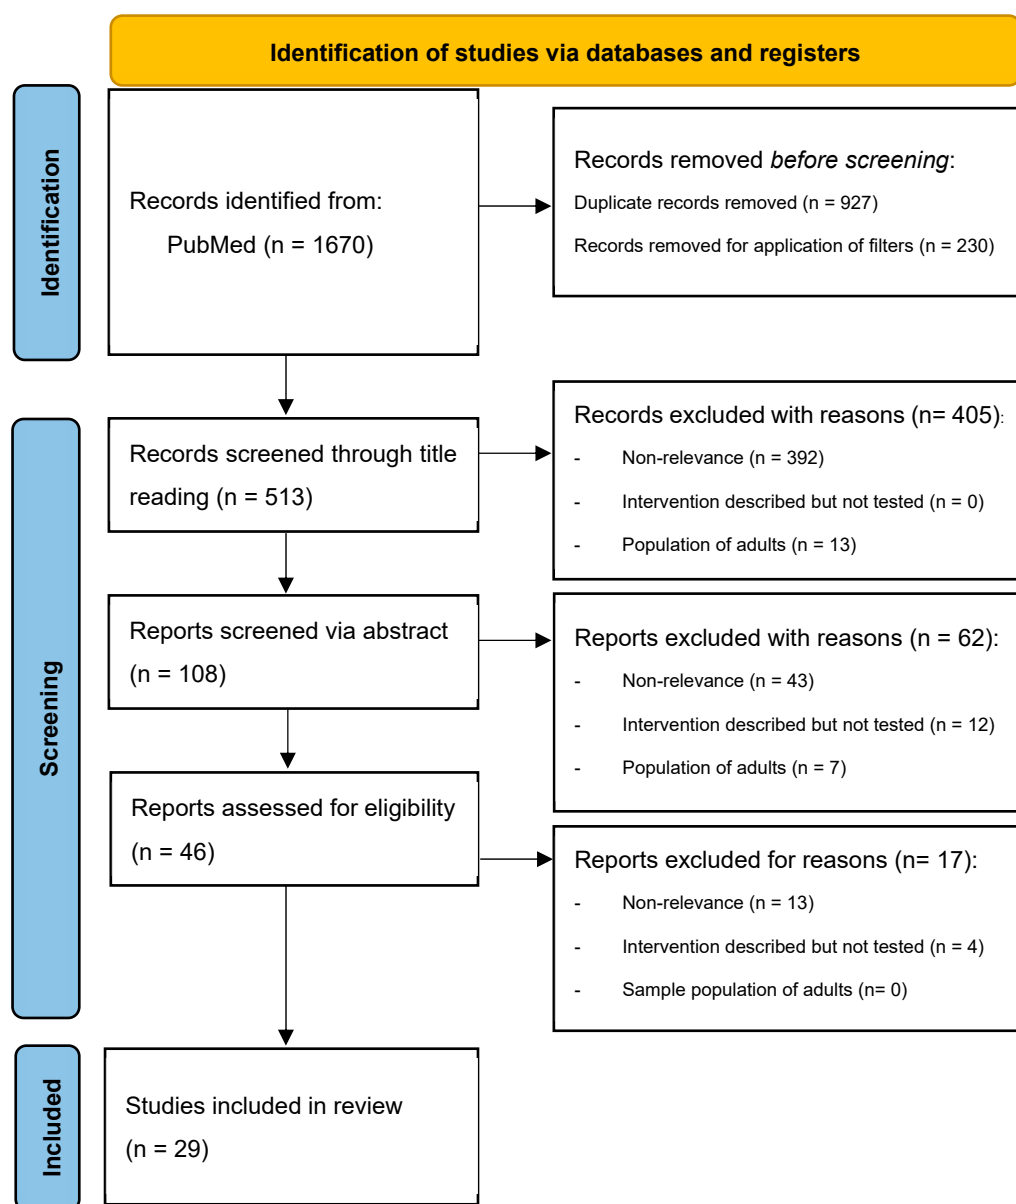 Identification of studies via databases and registers
Identification
Records identified from:
PubMed (n = 1670)
Records removed before screening:
Duplicate records removed (n = 927)
Records removed for application of filters (n = 230)
Screening
Records screened through title
reading (n = 513)
Records excluded with reasons (n= 405):
- Non-relevance (n = 392)
- Intervention described but not tested (n = 0)
- Population of adults (n = 13)
Reports screened via abstract
(n = 108)
Reports excluded with reasons (n = 62):
- Non-relevance (n = 43)
- Intervention described but not tested (n = 12)
- Population of adults (n = 7)
Reports assessed for eligibility
(n = 46)
Reports excluded for reasons (n= 17):
- Non-relevance (n = 13)
- Intervention described but not tested (n = 4)
- Sample population of adults (n= 0)
Included
Studies included in review
(n = 29)